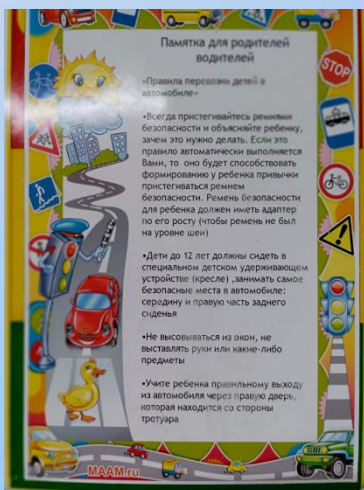 Памятка для родителей
водителей
«Правила перевозки детей в
автомобиле»
•Всегда пристегивайтесь ремнями
безопасности и объясняйте ребенку,
зачем это нужно делать. Если это
правило автоматически выполняется
Вами, то оно будет способствовать
формированию у ребенка привычки
пристегиваться ремнем
безопасности. Ремень безопасности
для ребенка должен иметь адаптер
по его росту (чтобы ремень не был
на уровне шеи)
•Дети до 12 лет должны сидеть в
специальном детском удерживающем
устройстве (кресле) ,занимать самое
безопасные места в автомобиле:
середину и правую часть заднего
сиденья
•Не высовываться из окон, не
выставлять руки или какие-либо
предметы
•Учите ребенка правильному выходу
из автомобиля через правую дверь,
которая находится со стороны
тротуара
STOP
MAAM.ru